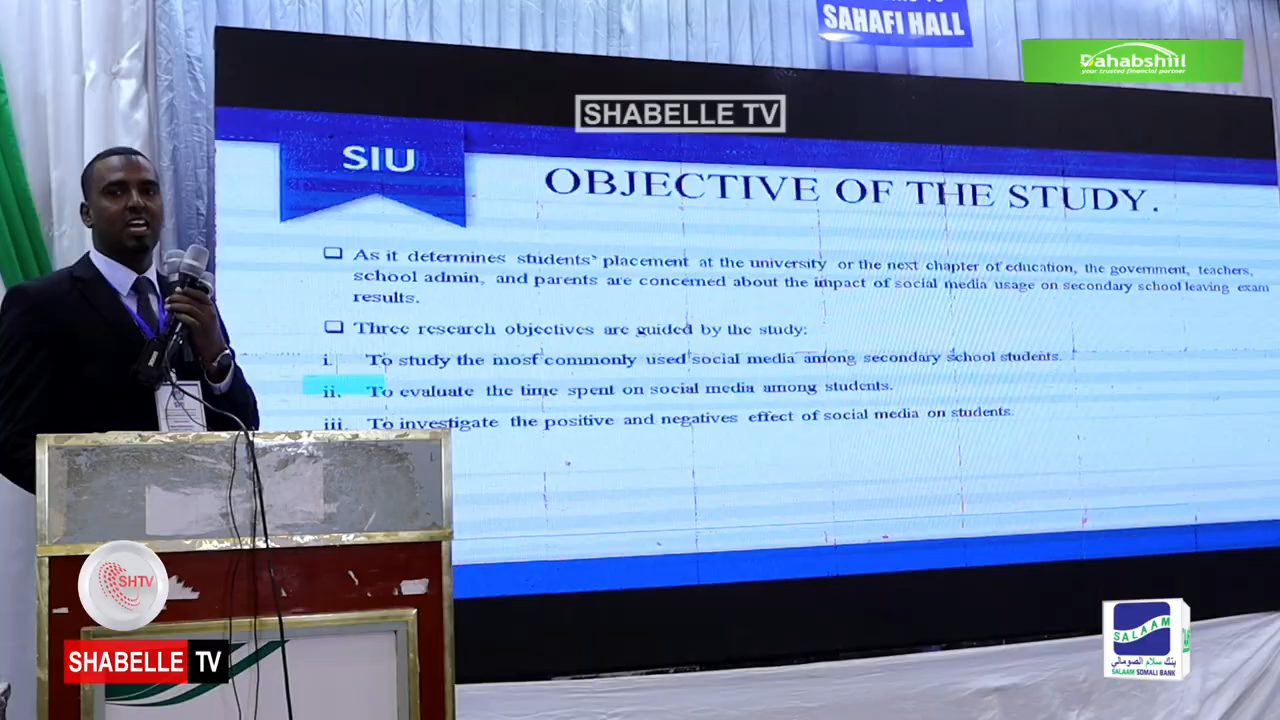 SAHAFI HALL
Dahabshiil
your trusted financial partner
SHABELLE TV
SIU
OBJECTIVE OF THE STUDY.
❑ As it determines students' placement at the university or the next chapter of education, the government, teachers,
school admin, and parents are concerned about the impact of social media usage on secondary school leaving exam
results.
❑ Three research objectives are guided by the study:
i. To study the most commonly used social media among secondary school students.
ii. To evaluate the time spent on social media among students.
iii. To investigate the positive and negatives effect of social media on students.
SHTV
SHABELLE TV
SALAAM
بنك سلام الصومالي
SALAAM SOMALI BANK